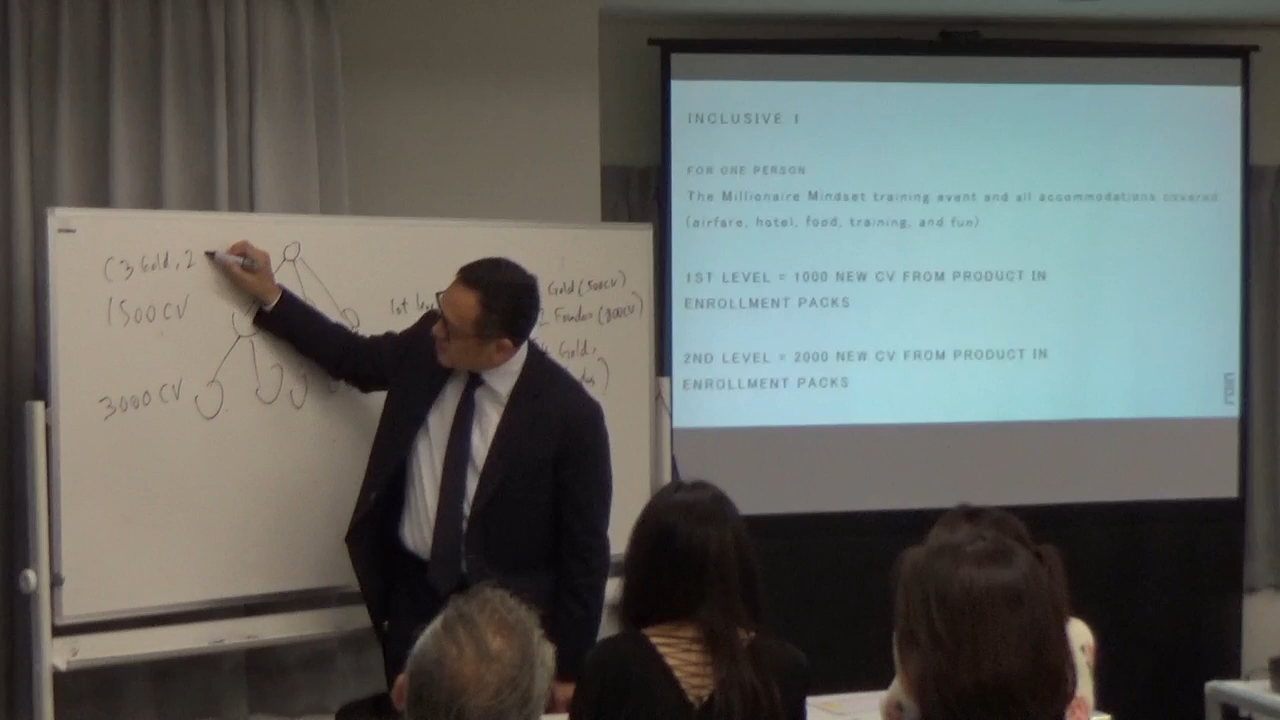 (3 Gold, 2
1500 CV
3000 CV
1st
Gold (500CV)
2 (800CV)
Gold,
INCLUSIVE I
FOR ONE PERSON
The Millionaire Mindset training event and all accommodations covered
(airfare, hotel, food, training, and fun)
1ST LEVEL = 1000 NEW CV FROM PRODUCT IN
ENROLLMENT PACKS
2ND LEVEL = 2000 NEW CV FROM PRODUCT IN
ENROLLMENT PACKS